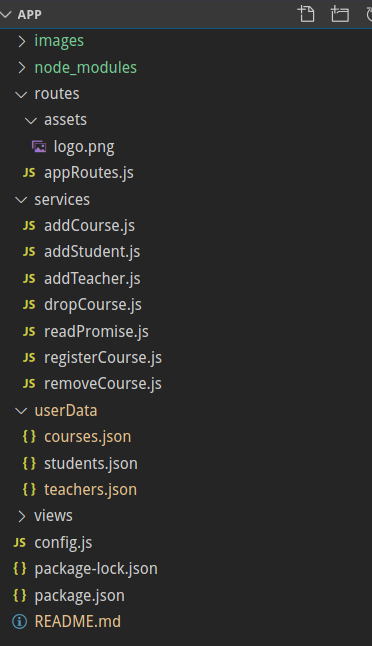 APP
images
node_modules
routes
assets
logo.png
JS appRoutes.js
services
JS addCourse.js
JS addStudent.js
JS addTeacher.js
JS dropCourse.js
JS readPromise.js
JS registerCourse.js
JS removeCourse.js
userData
{} courses.json
{} students.json
{} teachers.json
views
JS config.js
{} package-lock.json
{} package.json
README.md